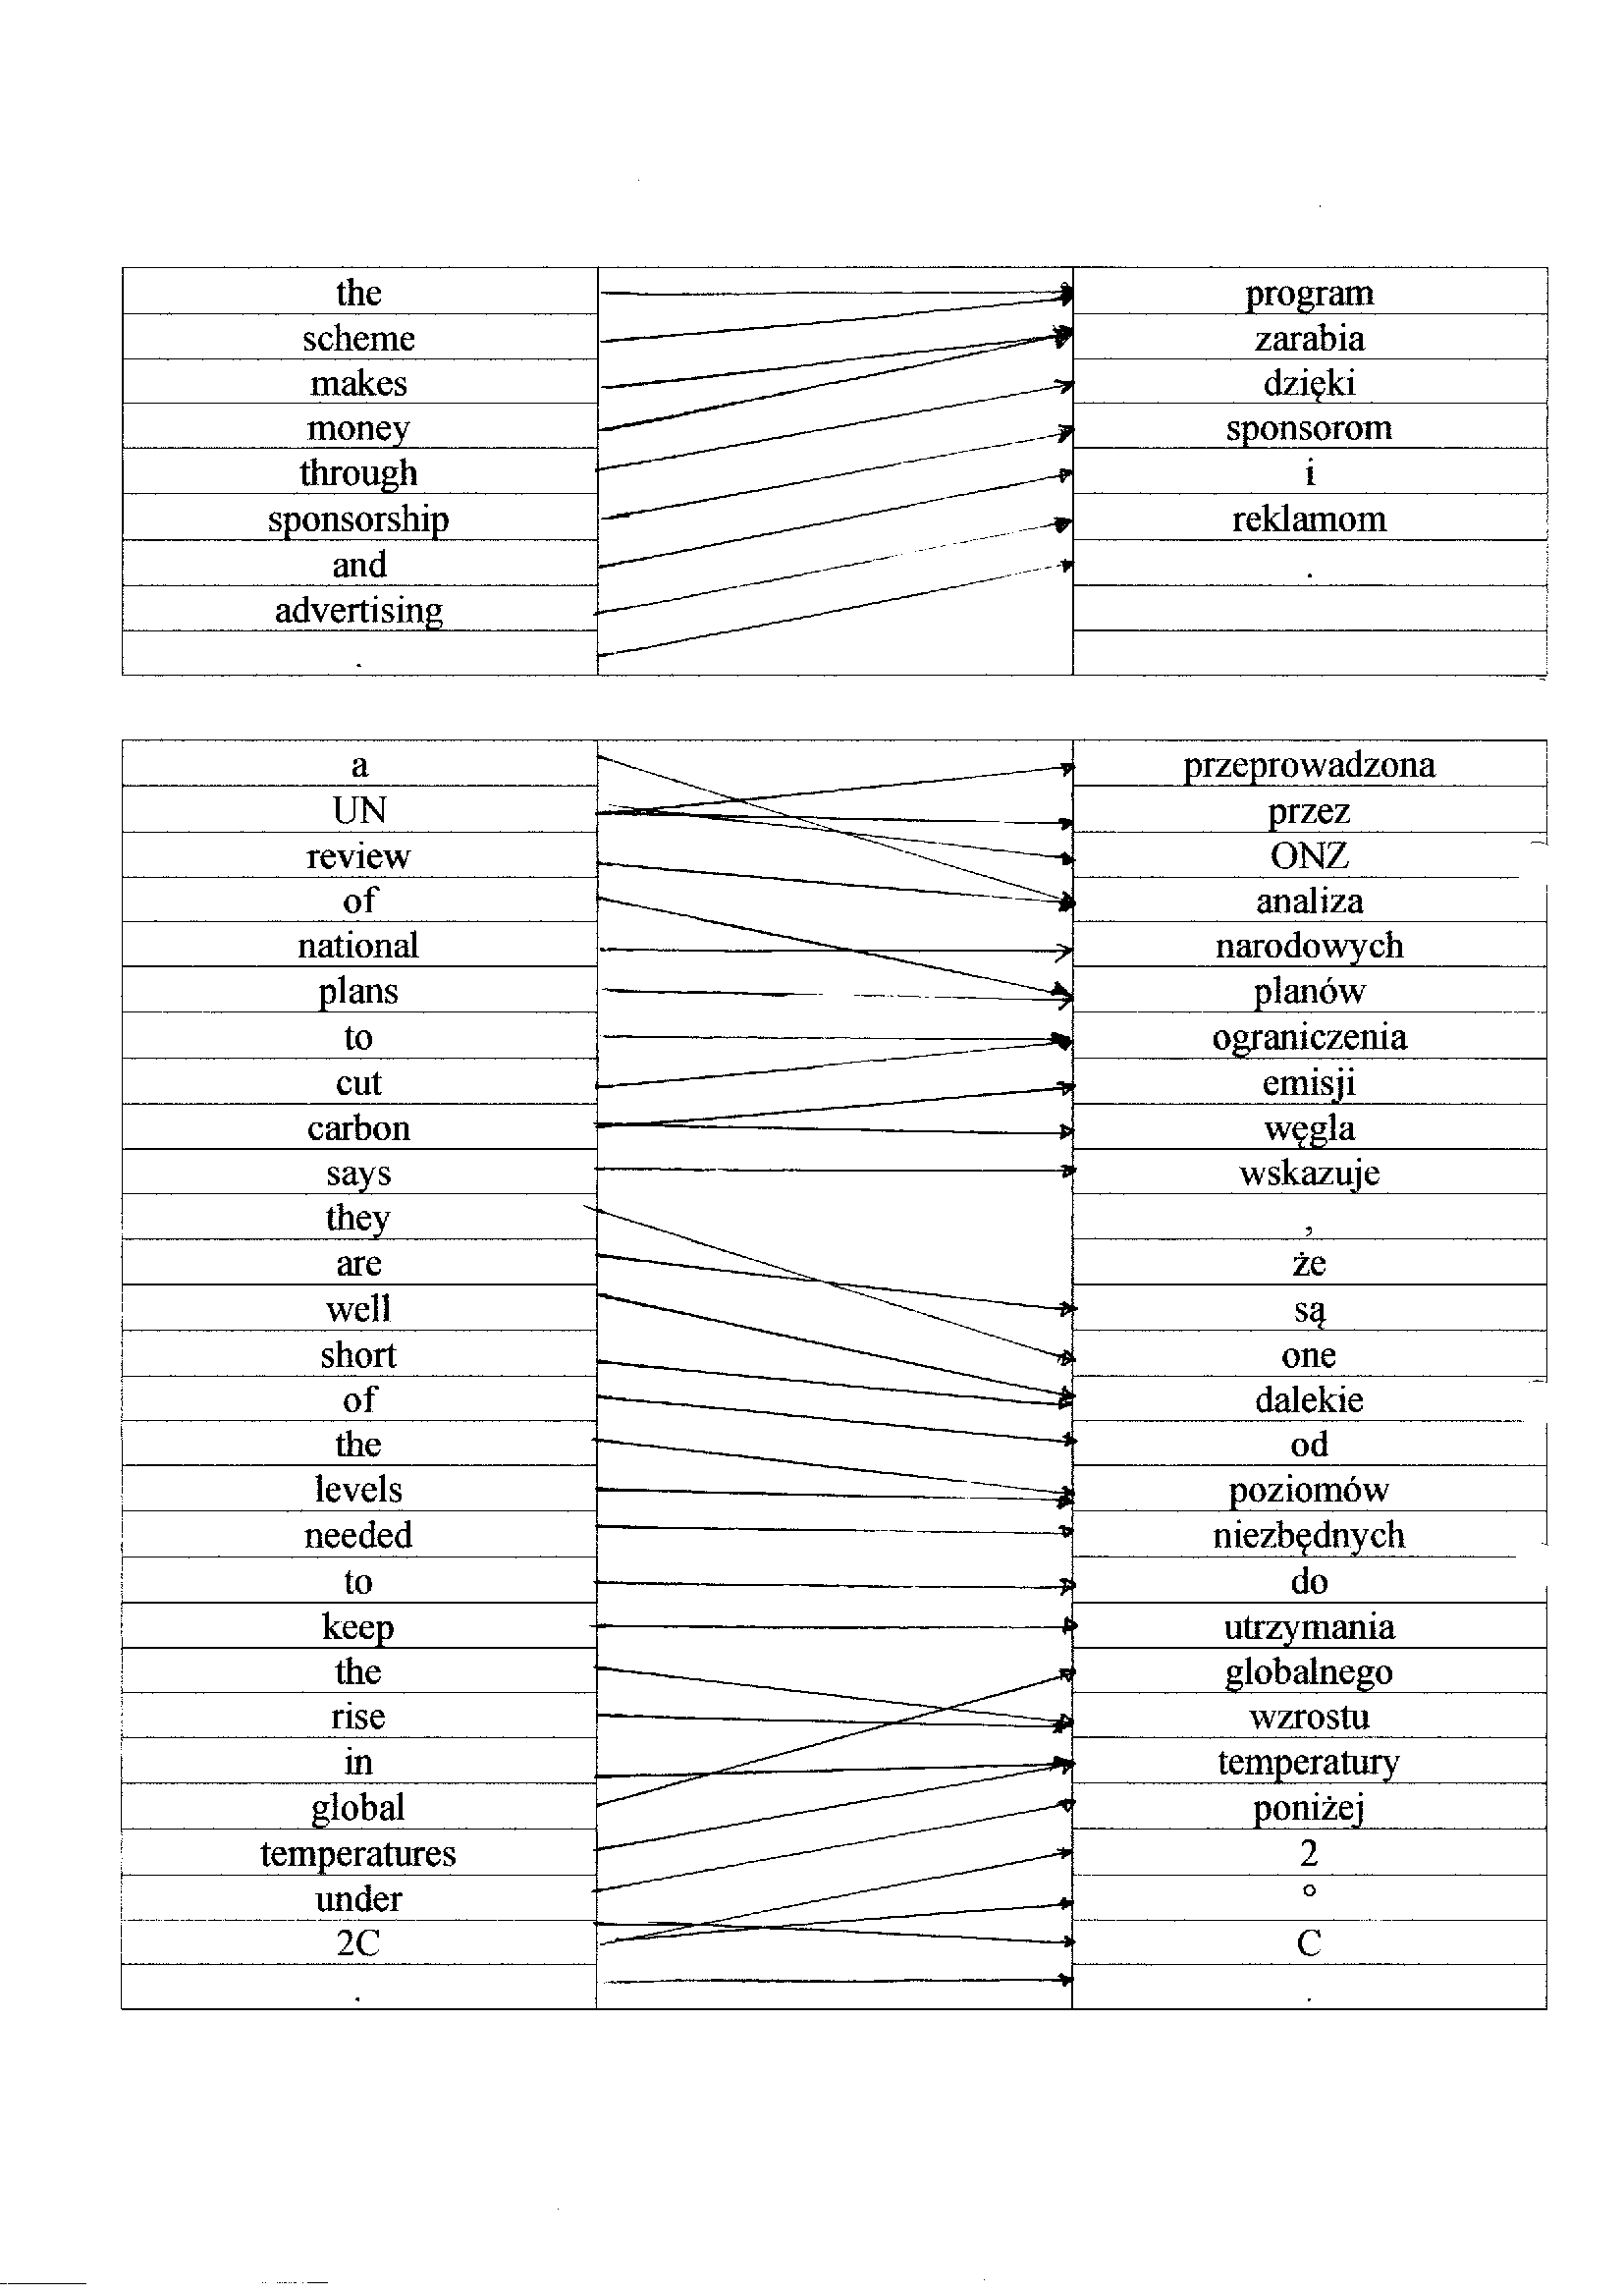 the program
scheme zarabia
makes dzięki
money sponsorom
through i
sponsorship reklamom
and .
advertising
.
a przeprowadzona
UN przez
review ONZ
of analiza
national narodowych
plans planów
to ograniczenia
cut emisji
carbon węgla
says wskazuje
they ,
are że
well są
short one
of dalekie
the od
levels poziomów
needed niezbędnych
to do
keep utrzymania
the globalnego
rise wzrostu
in temperatury
global poniżej
temperatures 2
under °
2C C
. .